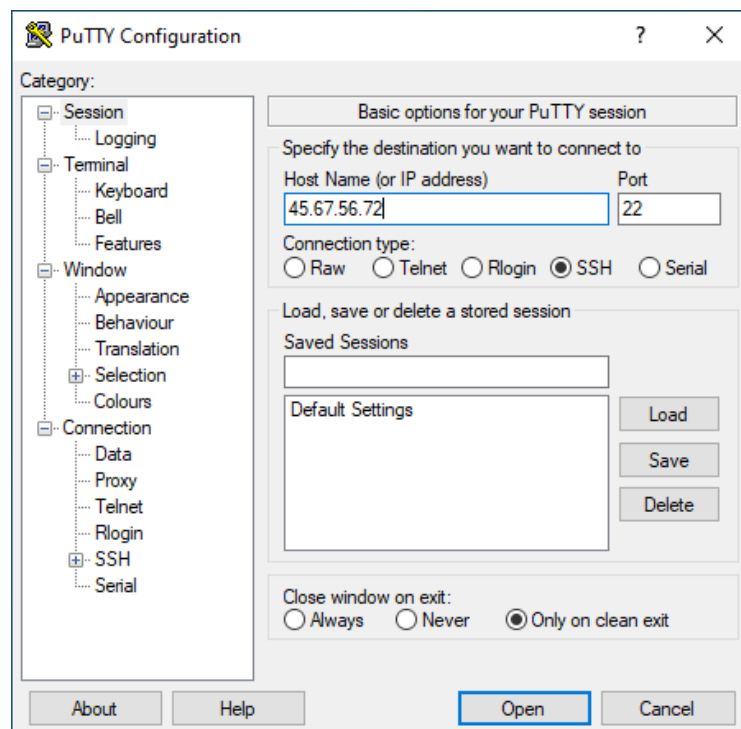 PuTTY Configuration
?
Category:
Session
Logging
Terminal
Keyboard
Bell
Features
Window
Appearance
Behaviour
Translation
Selection
Colours
Connection
Data
Proxy
Telnet
Rlogin
SSH
Serial
Basic options for your PuTTY session
Specify the destination you want to connect to
Host Name (or IP address) Port
45.67.56.72 22
Connection type:
Raw Telnet Rlogin SSH Serial
Load, save or delete a stored session
Saved Sessions
Default Settings
Load
Save
Delete
Close window on exit:
Always Never Only on clean exit
About Help Open Cancel